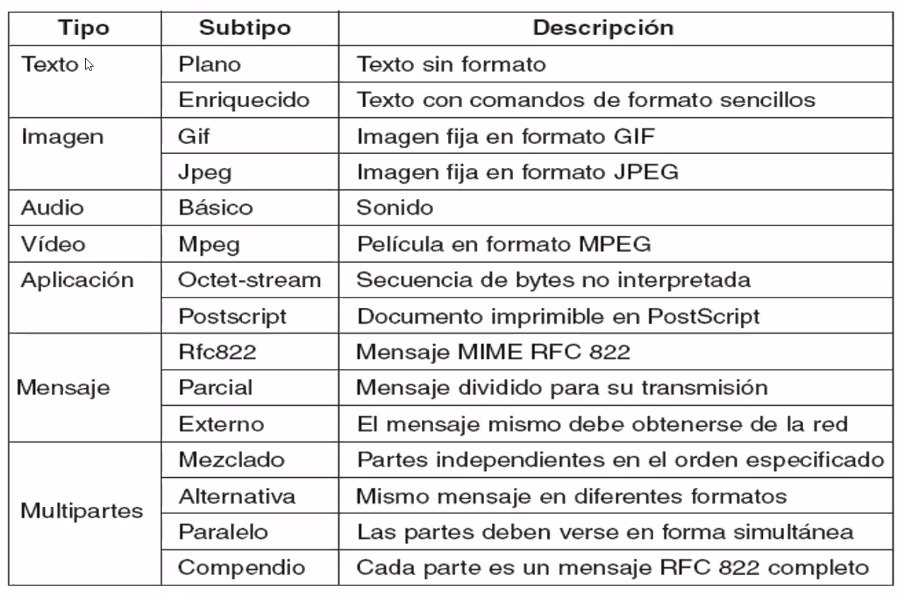 Tipo Subtipo Descripción
Texto Plano Texto sin formato
Enriquecido Texto con comandos de formato sencillos
Imagen Gif Imagen fija en formato GIF
Jpeg Imagen fija en formato JPEG
Audio Básico Sonido
Vídeo Mpeg Película en formato MPEG
Aplicación Octet-stream Secuencia de bytes no interpretada
Postscript Documento imprimible en PostScript
Rfc822 Mensaje MIME RFC 822
Mensaje Parcial Mensaje dividido para su transmisión
Externo El mensaje mismo debe obtenerse de la red
Mezclado Partes independientes en el orden especificado
Alternativa Mismo mensaje en diferentes formatos
Multipartes
Paralelo Las partes deben verse en forma simultánea
Compendio Cada parte es un mensaje RFC 822 completo